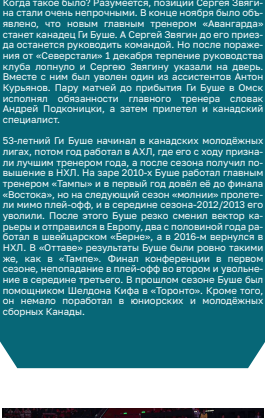 Когда такое было? Разумеется, позиции Сергея Звяги-
на стали очень непрочными. В конце ноября было объ-
явлено, что новым главным тренером «Авангарда»
станет канадец Ги Буше. А Сергей Звягин до его приез-
да останется руководить командой. Но после пораже-
ния от «Северстали» 1 декабря терпение руководства
клуба лопнуло и Сергею Звягину указали на дверь.
Вместе с ним был уволен один из ассистентов Антон
Курьянов. Пару матчей до прибытия Ги Буше в Омск
исполнял обязанности главного тренера словак
Андрей Подконицки, а затем прилетел и канадский
специалист.
53-летний Ги Буше начинал в канадских молодёжных
лигах, потом год работал в АХЛ, где его с ходу призна-
ли лучшим тренером года, а после сезона получил по-
вышение в НХЛ. На заре 2010-х Буше работал главным
тренером «Тампы» и в первый год довёл её до финала
«Востока», но на следующий сезон «молнии» пролете-
ли мимо плей-офф, и в середине сезона-2012/2013 его
уволили. После этого Буше резко сменил вектор ка-
рьеры и отправился в Европу, два с половиной года ра-
ботал в швейцарском «Берне», а в 2016-м вернулся в
НХЛ. В «Оттаве» результаты Буше были ровно такими
же, как в «Тампе». Финал конференции в первом
сезоне, непопадание в плей-офф во втором и увольне-
ние в середине третьего. В прошлом сезоне Буше был
помощником Шелдона Кифа в «Торонто». Кроме того,
он немало поработал в юниорских и молодёжных
сборных Канады.